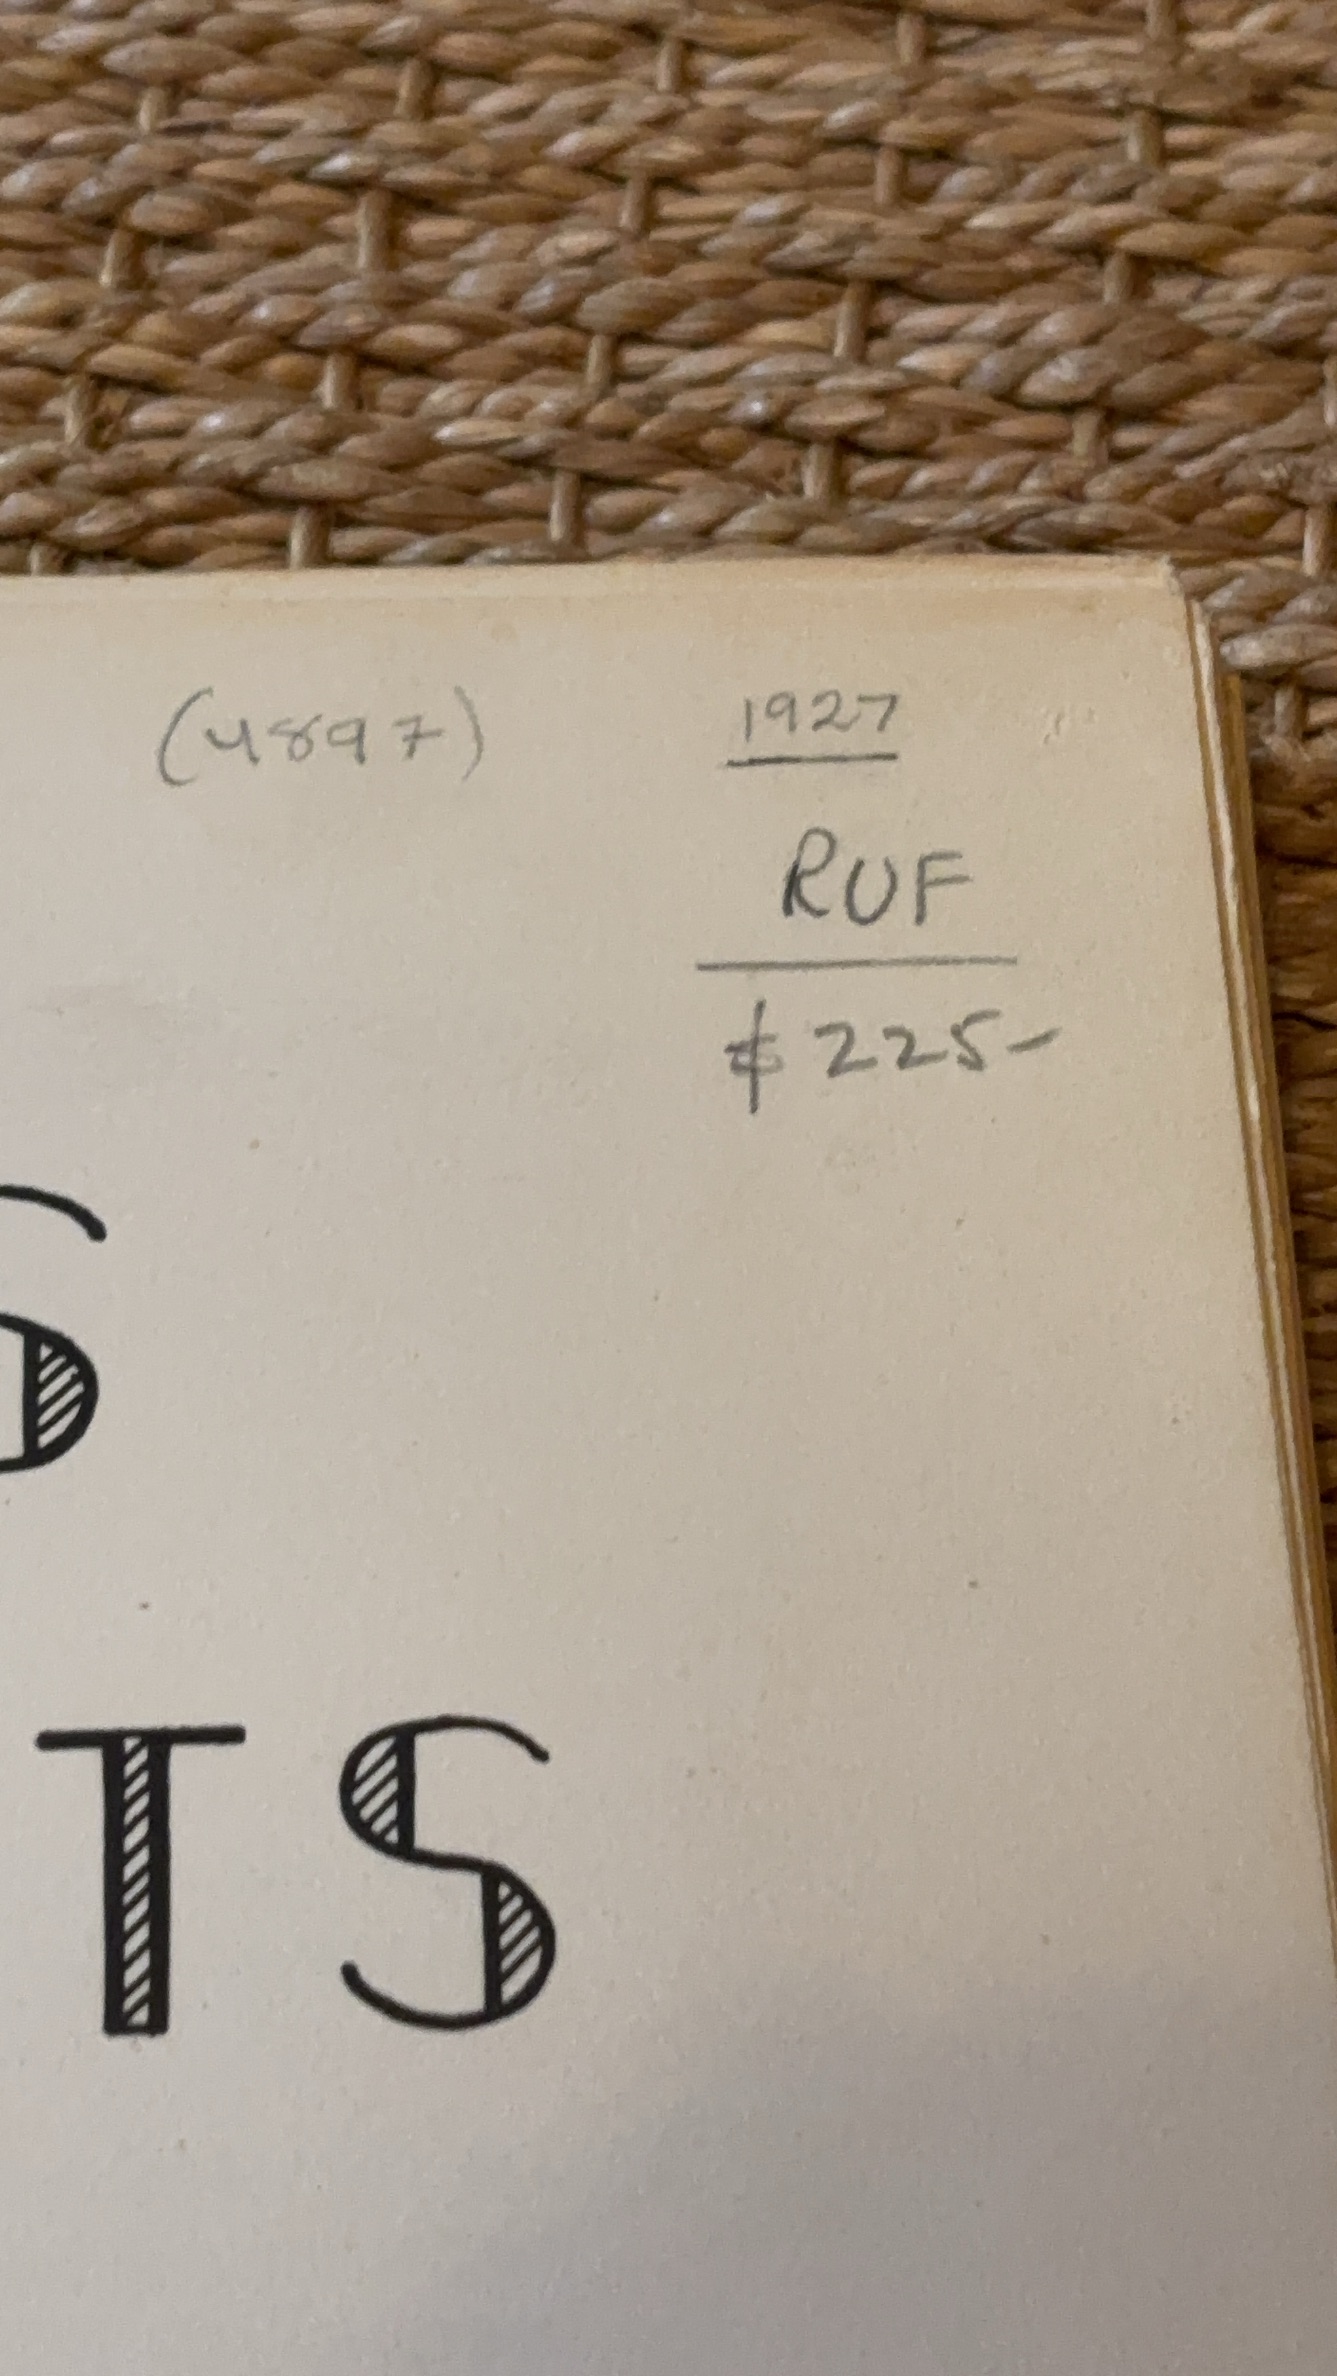 (4897) 1927
RUF
$225-
S
TS